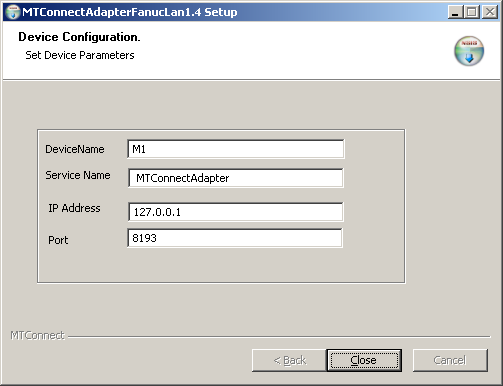 MTConnectAdapterFanucLan1.4 Setup
Device Configuration.
Set Device Parameters
DeviceName M1
Service Name MTConnectAdapter
IP Address 127.0.0.1
Port 8193
MTConnect
< Back Close Cancel